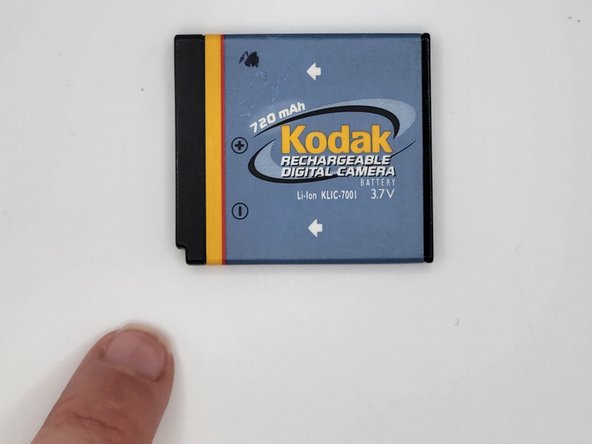 720 mAh
Kodak
RECHARGEABLE
DIGITAL CAMERA
BATTERY
Li-Ion KLIC-7001 3.7V